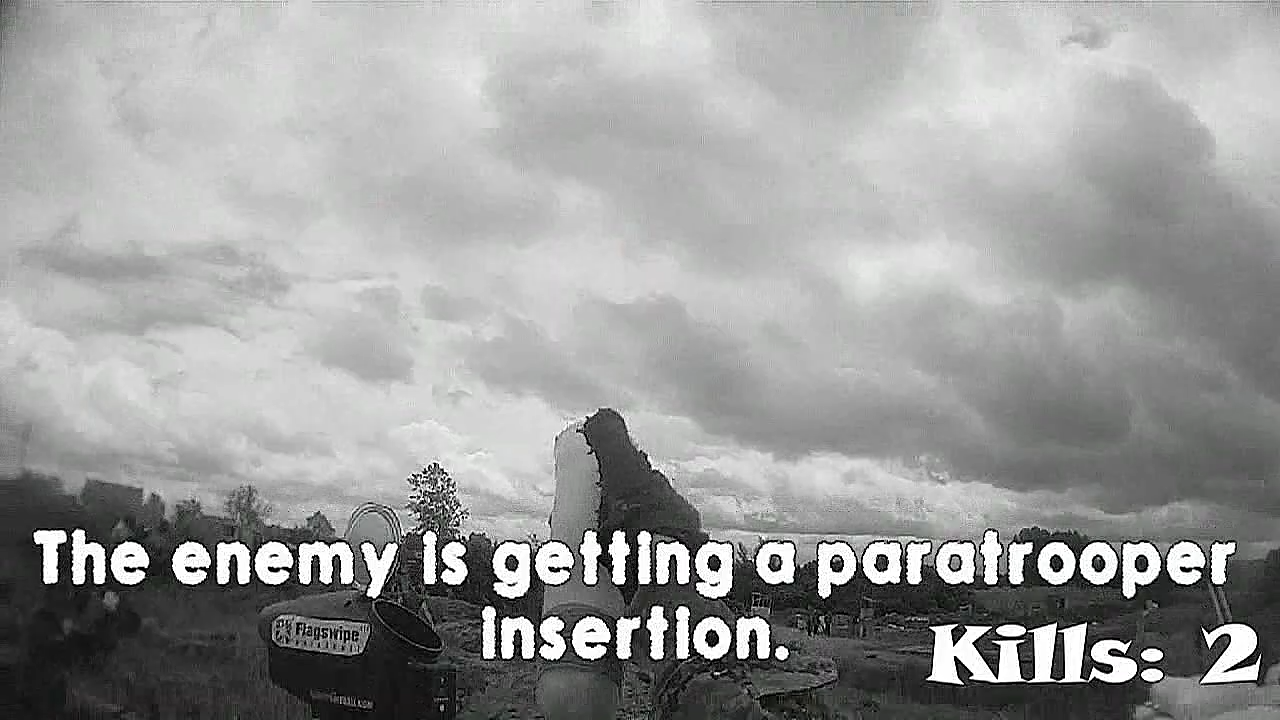 The enemy is getting a paratrooper
insertion.
Kills: 2
Flagswipe